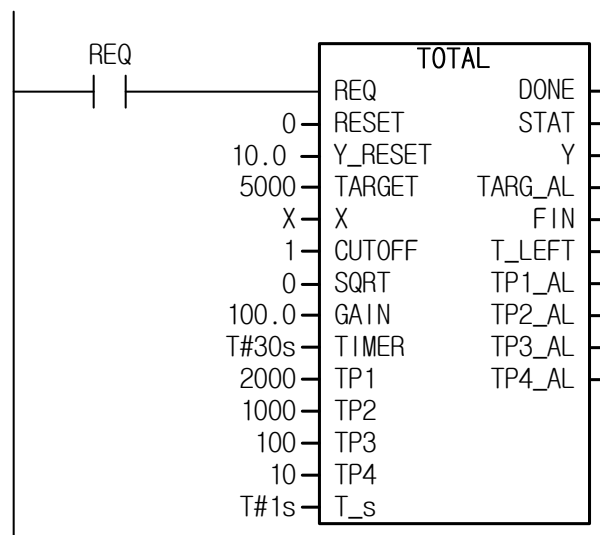 REQ
TOTAL
REQ DONE
0 RESET STAT
10.0 Y_RESET Y
5000 TARGET TARG_AL
X X FIN
1 CUTOFF T_LEFT
0 SQRT TP1_AL
100.0 GAIN TP2_AL
T#30s TIMER TP3_AL
2000 TP1 TP4_AL
1000 TP2
100 TP3
10 TP4
T#1s T_s